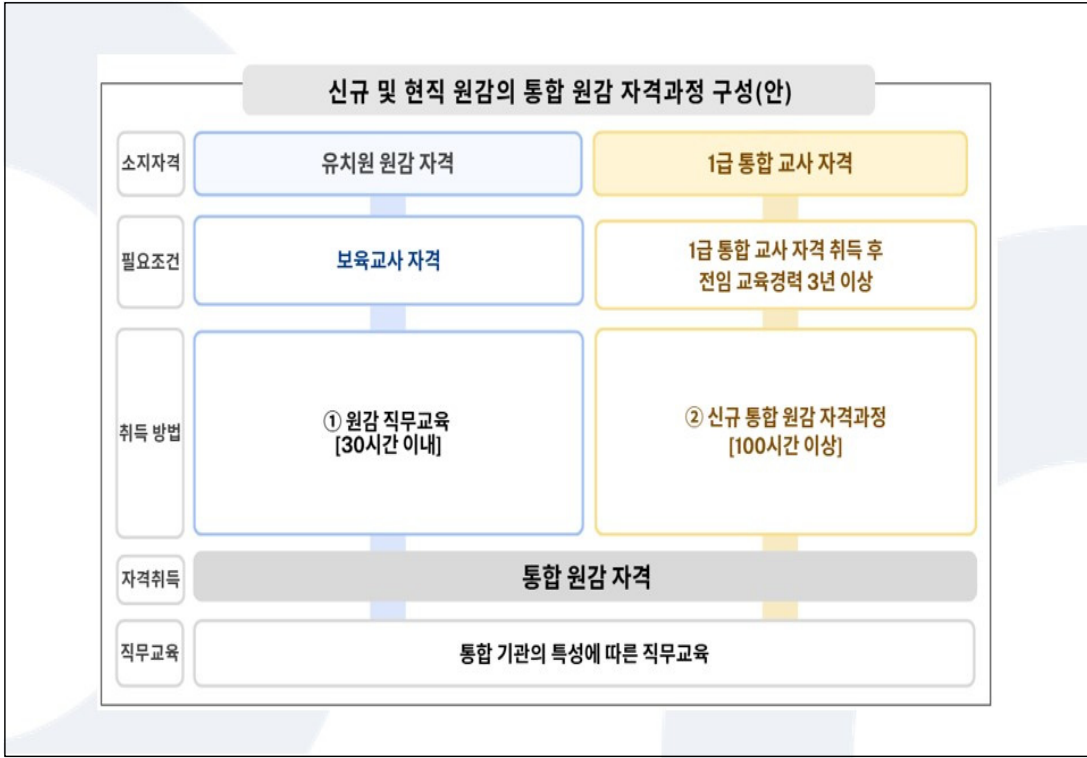 신규 및 현직 원감의 통합 원감 자격과정 구성(안)
소지자격
유치원 원감 자격
1급 통합 교사 자격
필요조건
보육교사 자격
1급 통합 교사 자격 취득 후
전임 교육경력 3년 이상
취득 방법
① 원감 직무교육
[30시간 이내]
② 신규 통합 원감 자격과정
[100시간 이상]
자격취득
통합 원감 자격
직무교육
통합 기관의 특성에 따른 직무교육